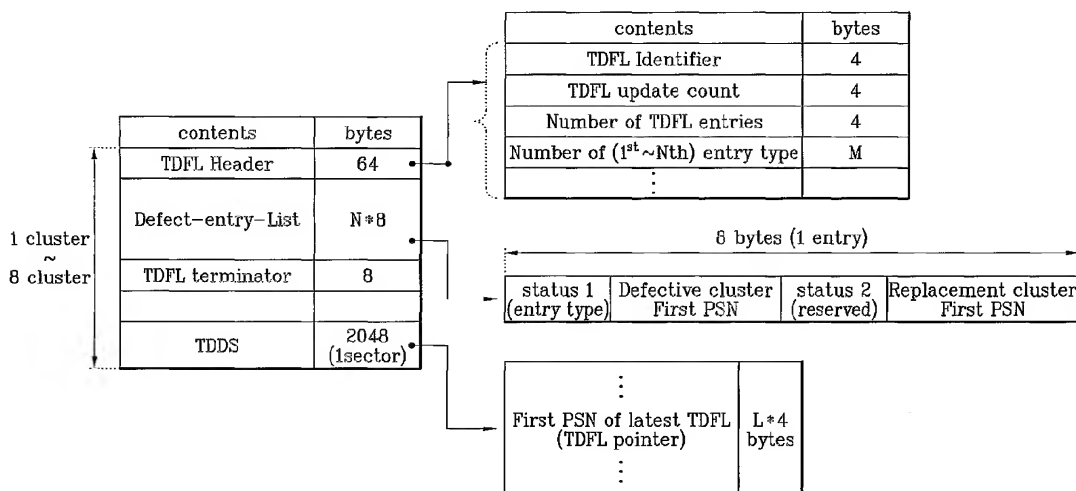 contents bytes
TDFL Identifier 4
TDFL update count 4
Number of TDFL entries 4
Number of (1st~Nth) entry type M
⋮
contents bytes
TDFL Header 64
Defect-entry-List N*8
TDFL terminator 8
TDDS 2048
(1sector)
1 cluster
~
8 cluster
8 bytes (1 entry)
status 1 Defective cluster status 2 Replacement cluster
(entry type) First PSN (reserved) First PSN
⋮
First PSN of latest TDFL L*4
(TDFL pointer) bytes
⋮